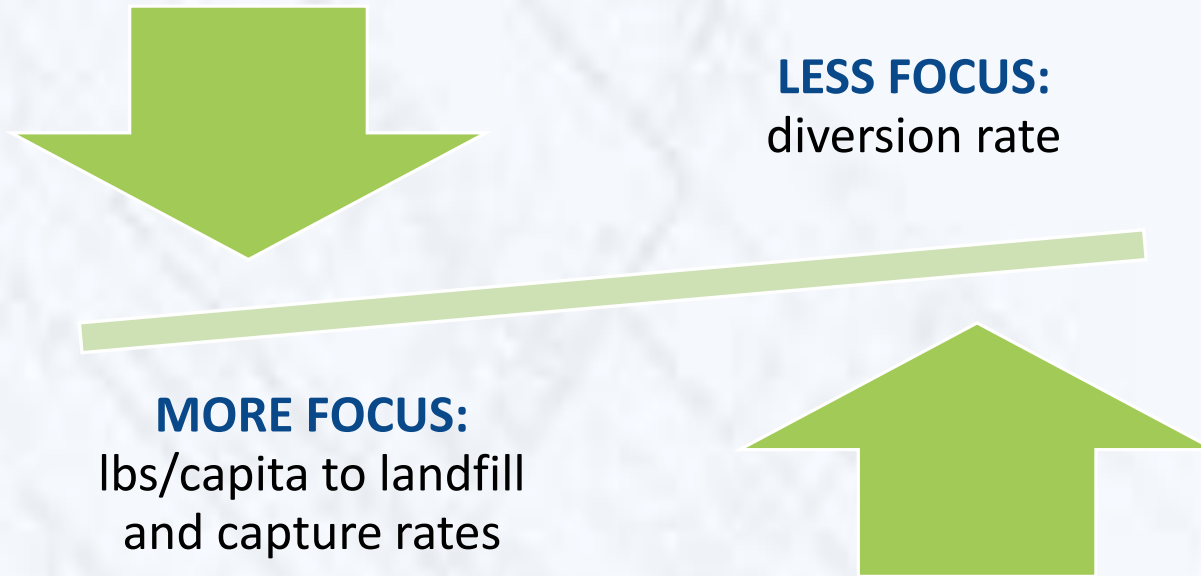 LESS FOCUS:
diversion rate
MORE FOCUS:
lbs/capita to landfill
and capture rates